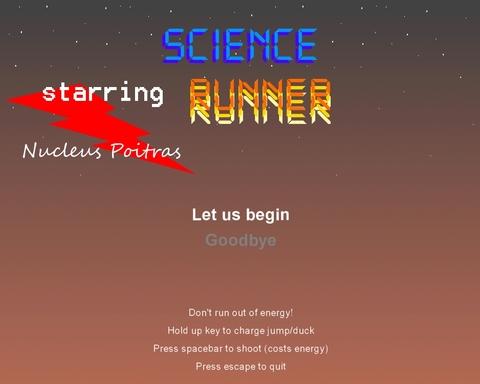 SCIENCE
starring RUNNER
Nucleus Poitras
Let us begin
Goodbye
Don't run out of energy!
Hold up key to charge jump/duck
Press spacebar to shoot (costs energy)
Press escape to quit